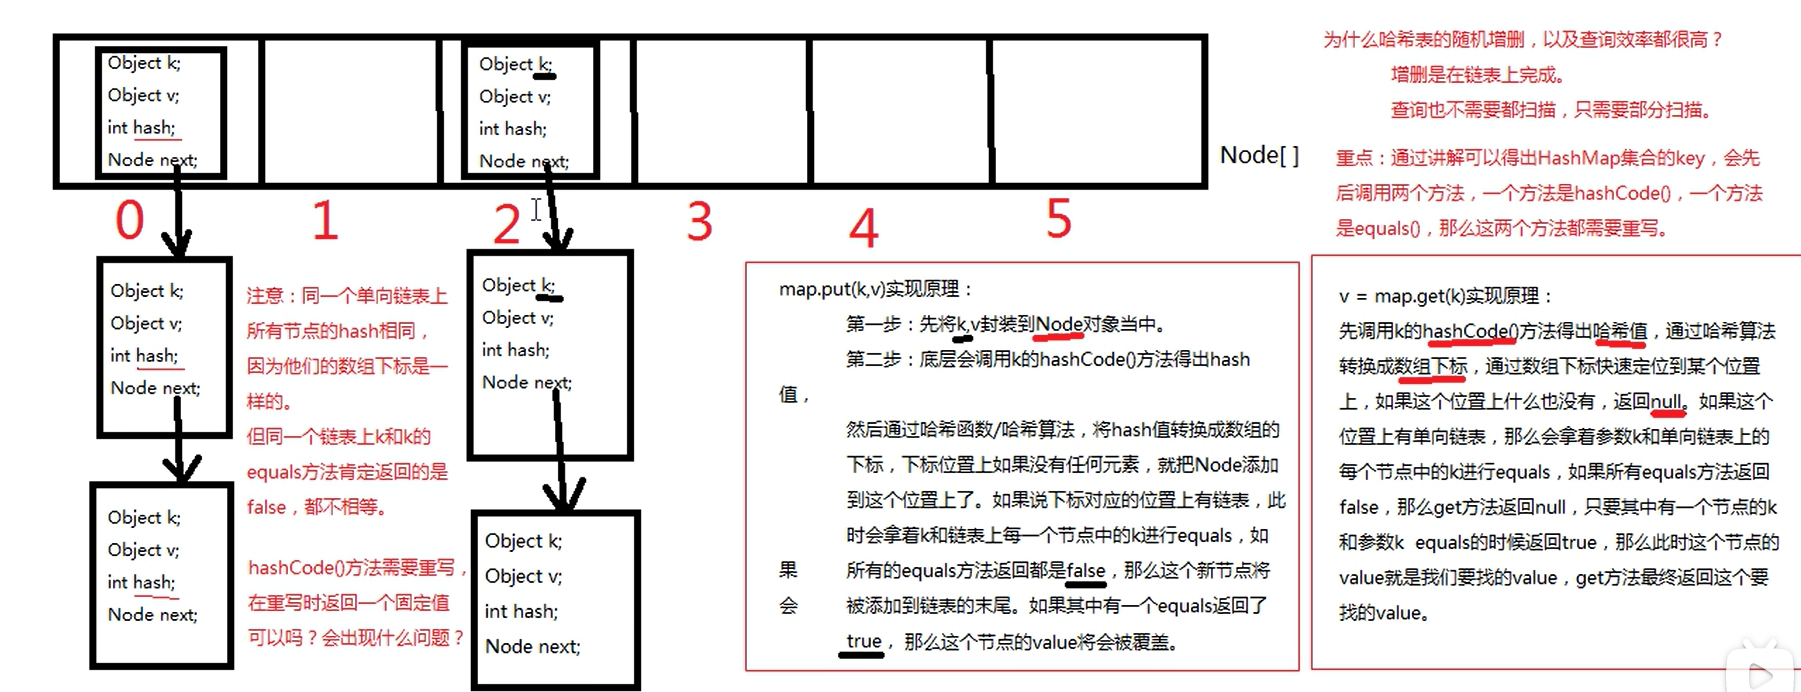 Object k;
Object v;
int hash;
Node next;
Object k;
Object v;
int hash;
Node next;
Node[ ]
0
1
2
3
4
5
Object k;
Object v;
int hash;
Node next;
Object k;
Object v;
int hash;
Node next;
Object k;
Object v;
int hash;
Node next;
Object k;
Object v;
int hash;
Node next;
注意：同一个单向链表上
所有节点的hash相同，
因为他们的数组下标是一
样的。
但同一个链表上k和k的
equals方法肯定返回的是
false，都不相等。
hashCode()方法需要重写，
在重写时返回一个固定值
可以吗？会出现什么问题？
为什么哈希表的随机增删，以及查询效率都很高？
增删是在链表上完成。
查询也不需要都扫描，只需要部分扫描。
重点：通过讲解可以得出HashMap集合的key，会先
后调用两个方法，一个方法是hashCode()，一个方法
是equals()，那么这两个方法都需要重写。
map.put(k,v)实现原理：
第一步：先将k,v封装到Node对象当中。
第二步：底层会调用k的hashCode()方法得出hash
值，
然后通过哈希函数/哈希算法，将hash值转换成数组的
下标，下标位置上如果没有任何元素，就把Node添加
到这个位置上了。如果说下标对应的位置上有链表，此
时会拿着k和链表上每一个节点中的k进行equals，如
果 所有的equals方法返回都是false，那么这个新节点将
会 被添加到链表的末尾。如果其中有一个equals返回了
true，那么这个节点的value将会被覆盖。
v = map.get(k)实现原理：
先调用k的hashCode()方法得出哈希值，通过哈希算法
转换成数组下标，通过数组下标快速定位到某个位置
上，如果这个位置上什么也没有，返回null。如果这个
位置上有单向链表，那么会拿着参数k和单向链表上的
每个节点中的k进行equals，如果所有equals方法返回
false，那么get方法返回null，只要其中有一个节点的k
和参数k equals的时候返回true，那么此时这个节点的
value就是我们要找的value，get方法最终返回这个要
找的value。